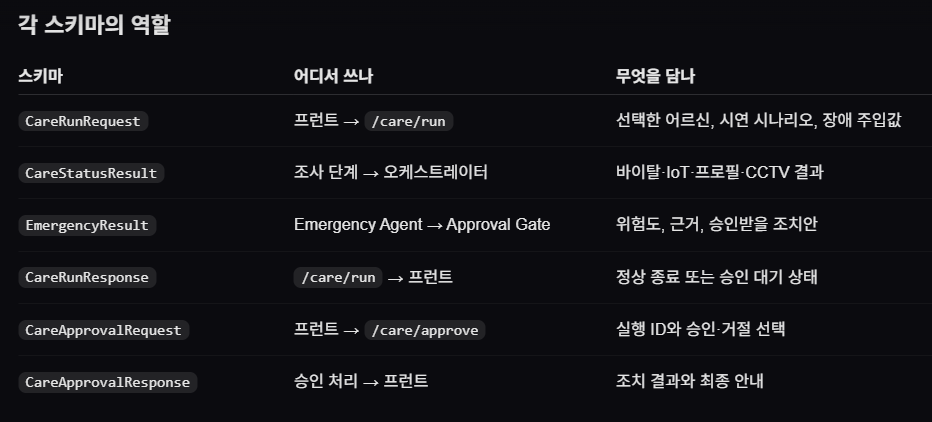 각 스키마의 역할
스키마 어디서 쓰나 무엇을 담나
CareRunRequest 프런트 → /care/run 선택한 어르신, 시연 시나리오, 장애 주입값
CareStatusResult 조사 단계 → 오케스트레이터 바이탈·IoT·프로필·CCTV 결과
EmergencyResult Emergency Agent → Approval Gate 위험도, 근거, 승인받을 조치안
CareRunResponse /care/run → 프런트 정상 종료 또는 승인 대기 상태
CareApprovalRequest 프런트 → /care/approve 실행 ID와 승인·거절 선택
CareApprovalResponse 승인 처리 → 프런트 조치 결과와 최종 안내